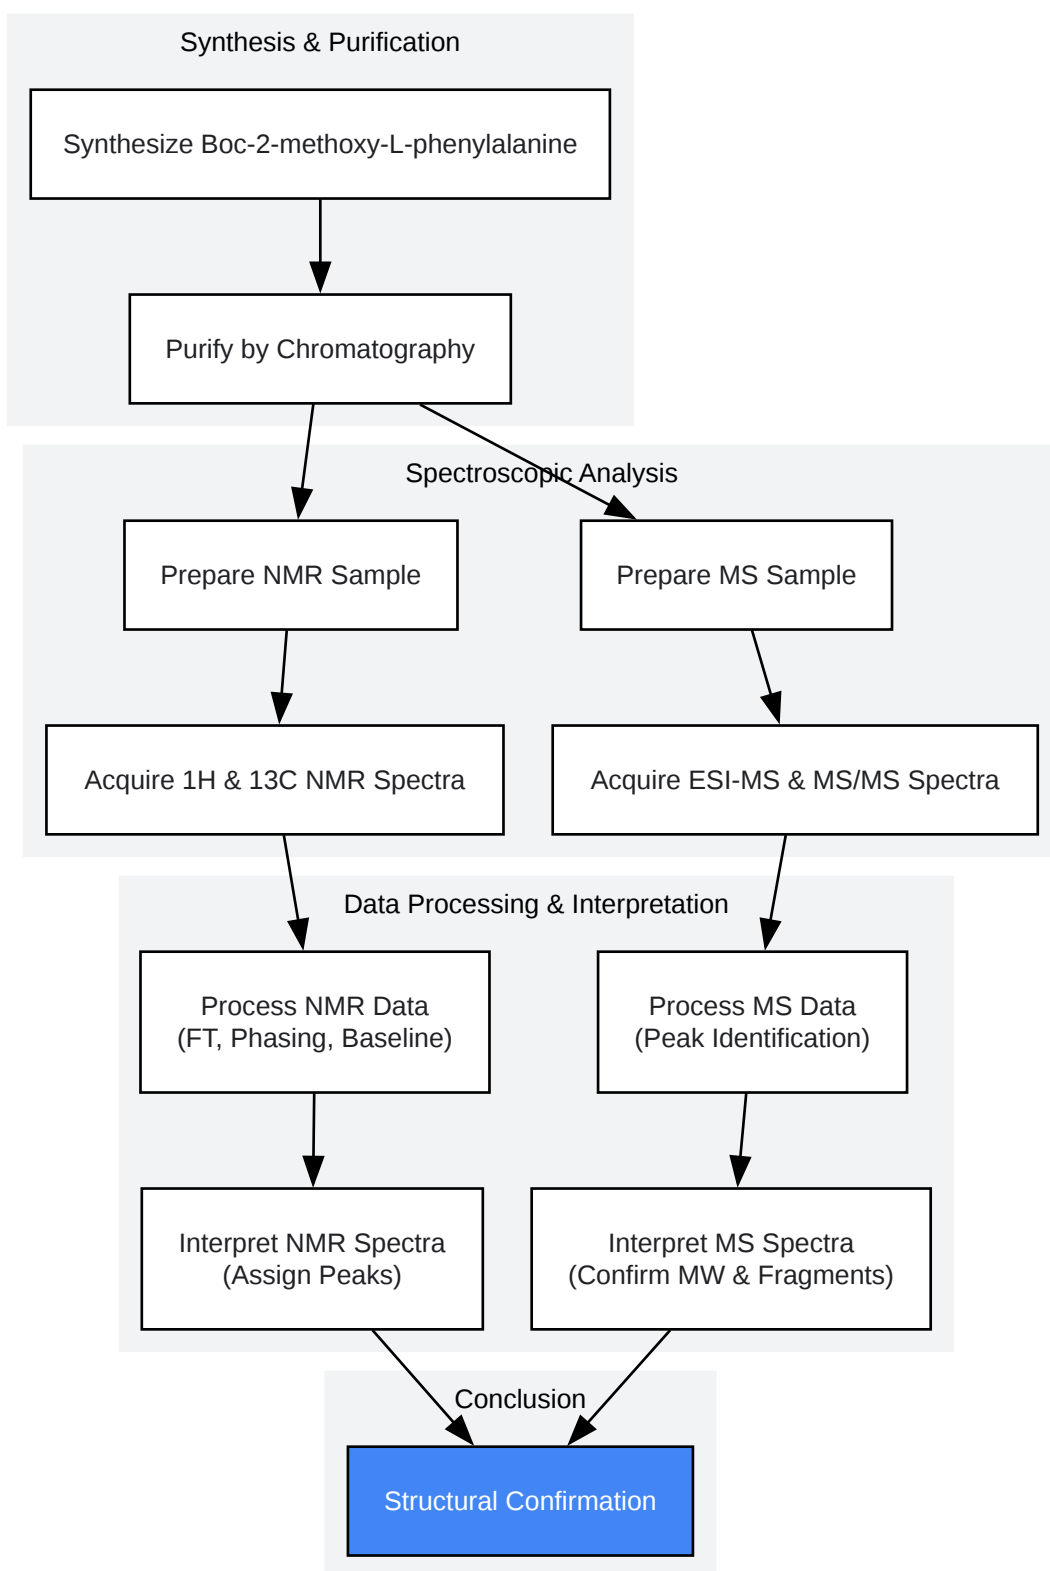 Synthesis & Purification
Synthesize Boc-2-methoxy-L-phenylalanine
Purify by Chromatography
Spectroscopic Analysis
Prepare NMR Sample
Prepare MS Sample
Acquire 1H & 13C NMR Spectra
Acquire ESI-MS & MS/MS Spectra
Data Processing & Interpretation
Process NMR Data
(FT, Phasing, Baseline)
Process MS Data
(Peak Identification)
Interpret NMR Spectra
(Assign Peaks)
Interpret MS Spectra
(Confirm MW & Fragments)
Conclusion
Structural Confirmation